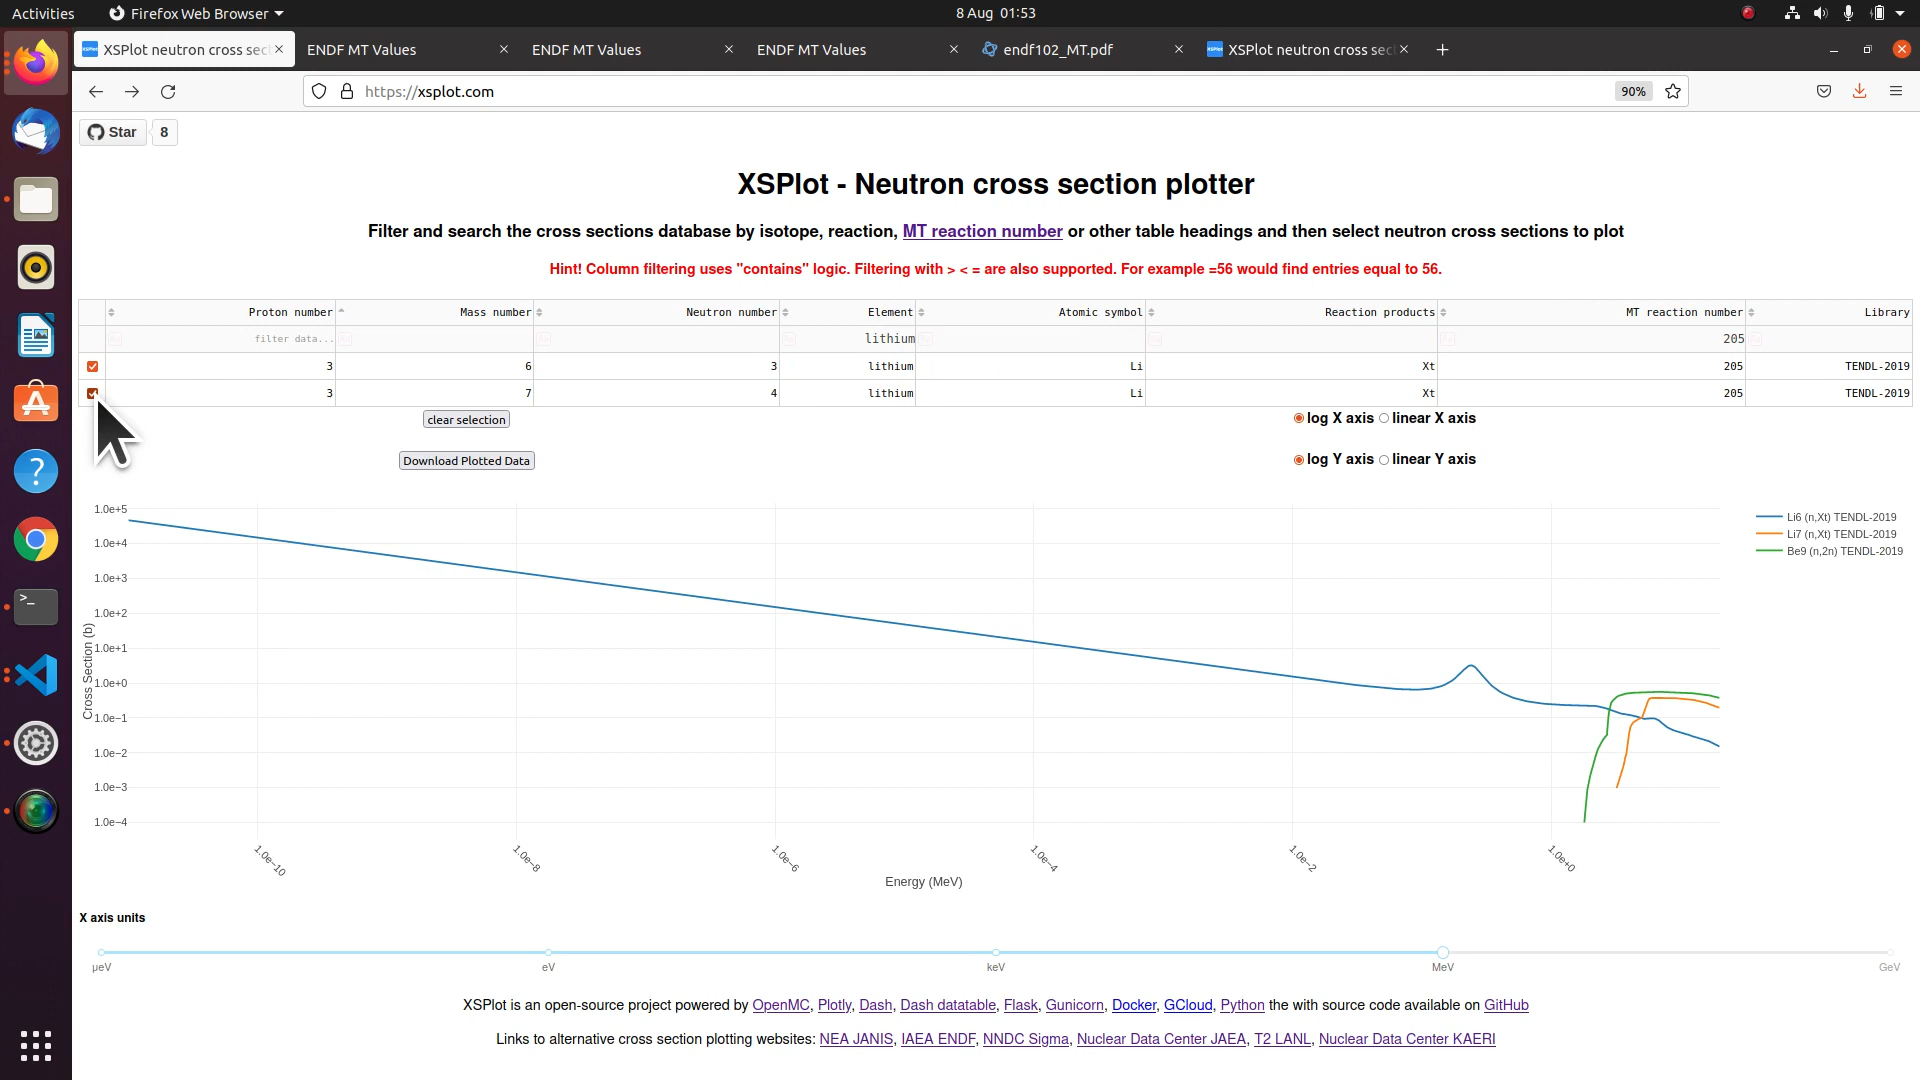 Activities Firefox Web Browser 8 Aug 01:53
XSPlot neutron cross sec ENDF MT Values ENDF MT Values ENDF MT Values endf102_MT.pdf XSPlot neutron cross sect
https://xsplot.com 90%
Star 8
XSPlot - Neutron cross section plotter
Filter and search the cross sections database by isotope, reaction, MT reaction number or other table headings and then select neutron cross sections to plot
Hint! Column filtering uses "contains" logic. Filtering with > < = are also supported. For example =56 would find entries equal to 56.
Proton number Mass number Neutron number Element Atomic symbol Reaction products MT reaction number Library
filter data... lithium 205
3 6 3 lithium Li Xt 205 TENDL-2019
3 7 4 lithium Li Xt 205 TENDL-2019
clear selection log X axis linear X axis
Download Plotted Data log Y axis linear Y axis
1.0e+5
1.0e+4
1.0e+3
1.0e+2
1.0e+1
1.0e+0
1.0e−1
1.0e−2
1.0e−3
1.0e−4
Cross Section (b)
Li6 (n,Xt) TENDL-2019
Li7 (n,Xt) TENDL-2019
Be9 (n,2n) TENDL-2019
1.0e−10 1.0e−8 1.0e−6 1.0e−4 1.0e−2 1.0e+0
Energy (MeV)
X axis units
μeV eV keV MeV GeV
XSPlot is an open-source project powered by OpenMC, Plotly, Dash, Dash datatable, Flask, Gunicorn, Docker, GCloud, Python the with source code available on GitHub
Links to alternative cross section plotting websites: NEA JANIS, IAEA ENDF, NNDC Sigma, Nuclear Data Center JAEA, T2 LANL, Nuclear Data Center KAERI